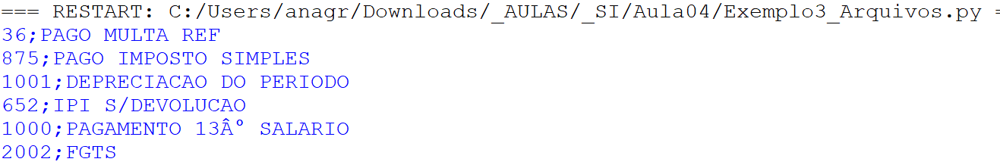 === RESTART: C:/Users/anagr/Downloads/_AULAS/_SI/Aula04/Exemplo3_Arquivos.py =
36;PAGO MULTA REF
875;PAGO IMPOSTO SIMPLES
1001;DEPRECIACAO DO PERIODO
652;IPI S/DEVOLUCAO
1000;PAGAMENTO 13Âº SALARIO
2002;FGTS